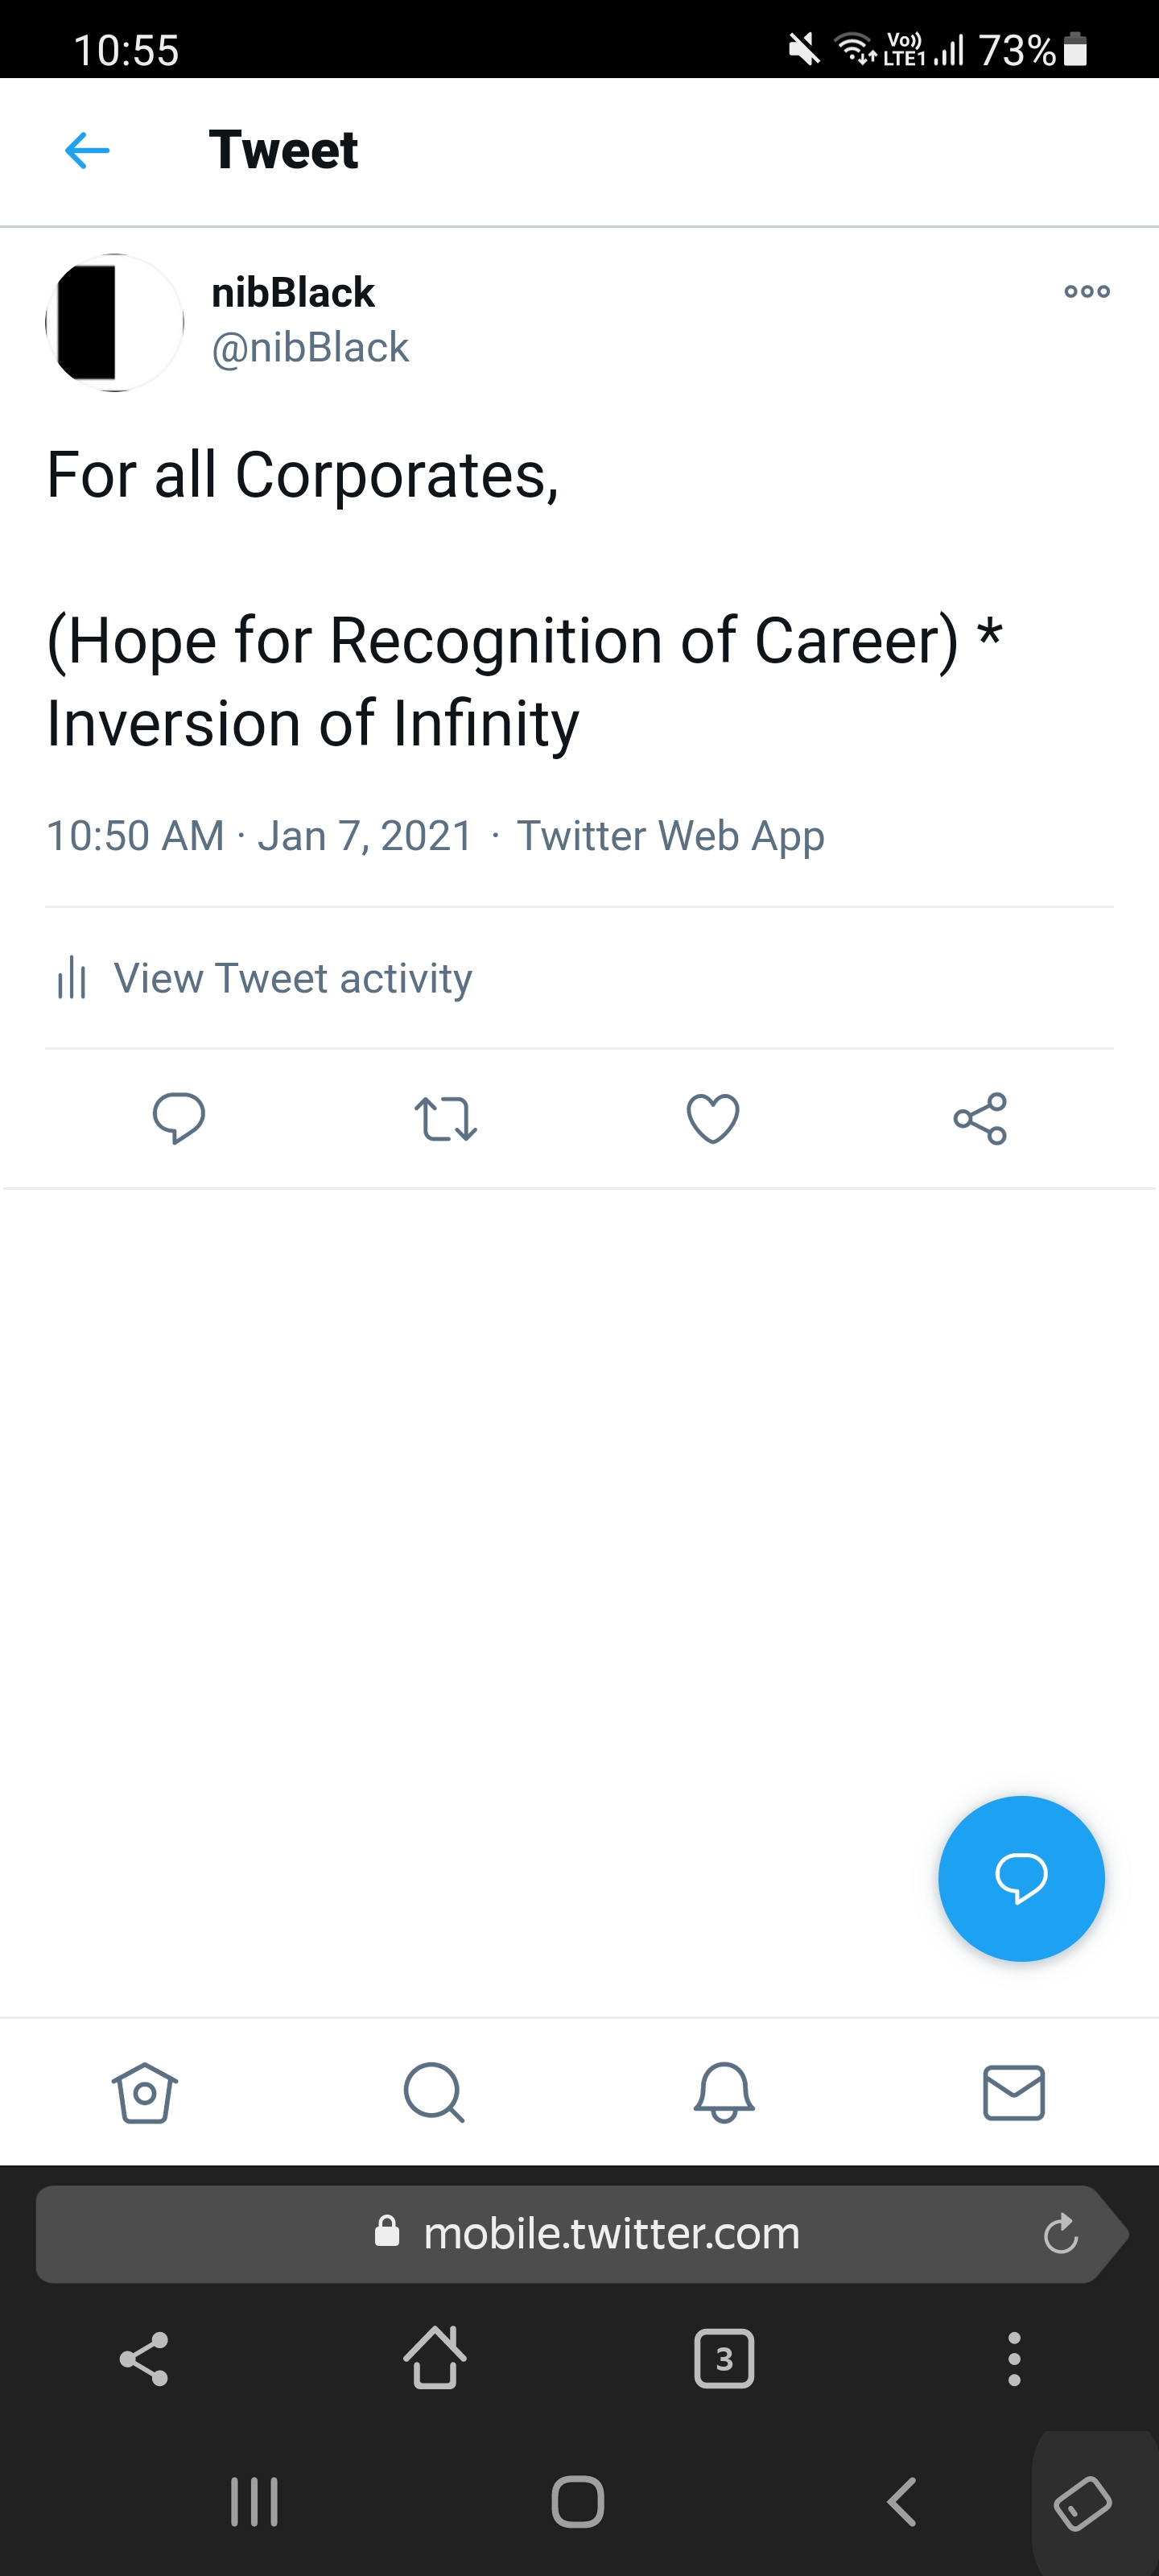 10:55
Vo)) LTE1 73%
Tweet
nibBlack
@nibBlack
For all Corporates,
(Hope for Recognition of Career) *
Inversion of Infinity
10:50 AM · Jan 7, 2021 · Twitter Web App
View Tweet activity
mobile.twitter.com
3